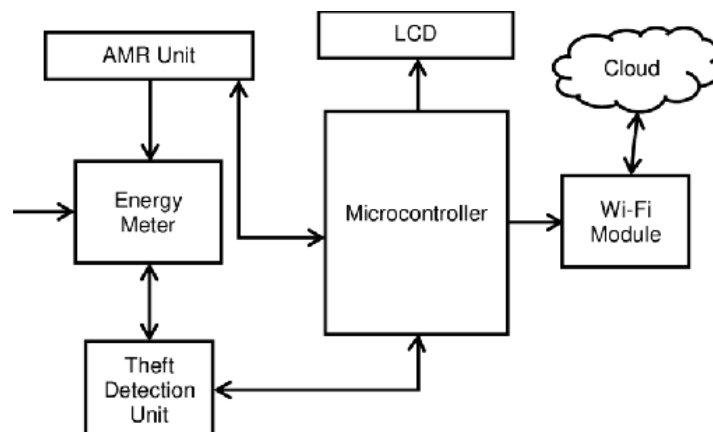 AMR Unit
LCD
Cloud
Energy
Meter
Microcontroller
Wi-Fi
Module
Theft
Detection
Unit